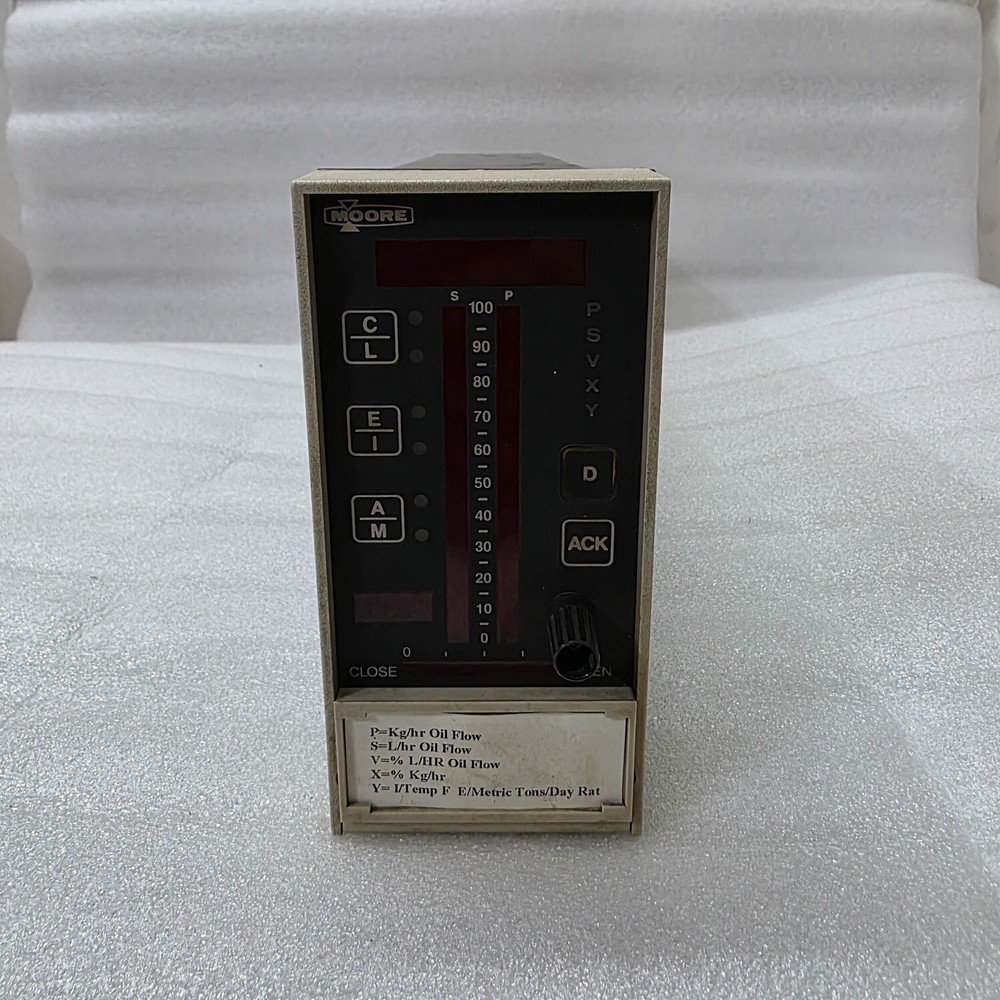 MOORE
S P
100
90
80
70
60
50
40
30
20
10
0
C
L
E
I
A
M
P
S
V
X
Y
D
ACK
0
CLOSE
P=Kg/hr Oil Flow
S=L/hr Oil Flow
V=% L/HR Oil Flow
X=% Kg/hr
Y= I/Temp F E/Metric Tons/Day Rat